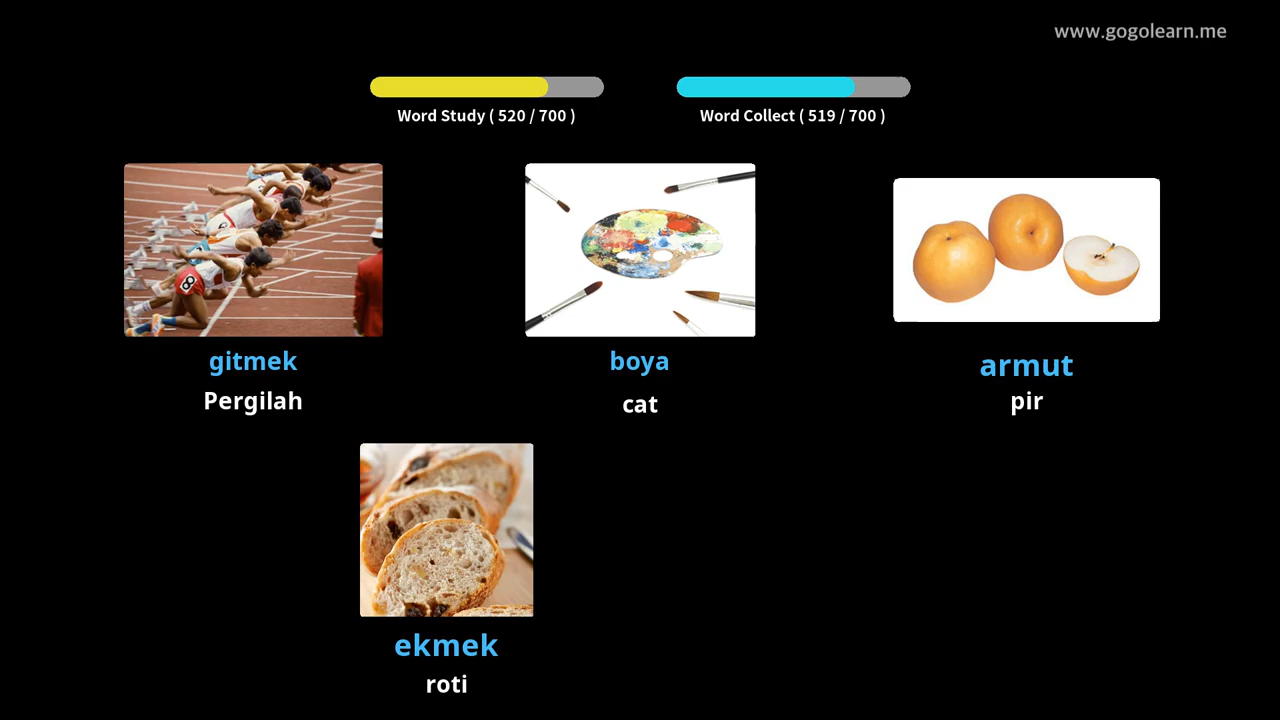 www.gogolearn.me
Word Study ( 520 / 700 )
Word Collect ( 519 / 700 )
8
gitmek
Pergilah
boya
cat
armut
pir
ekmek
roti